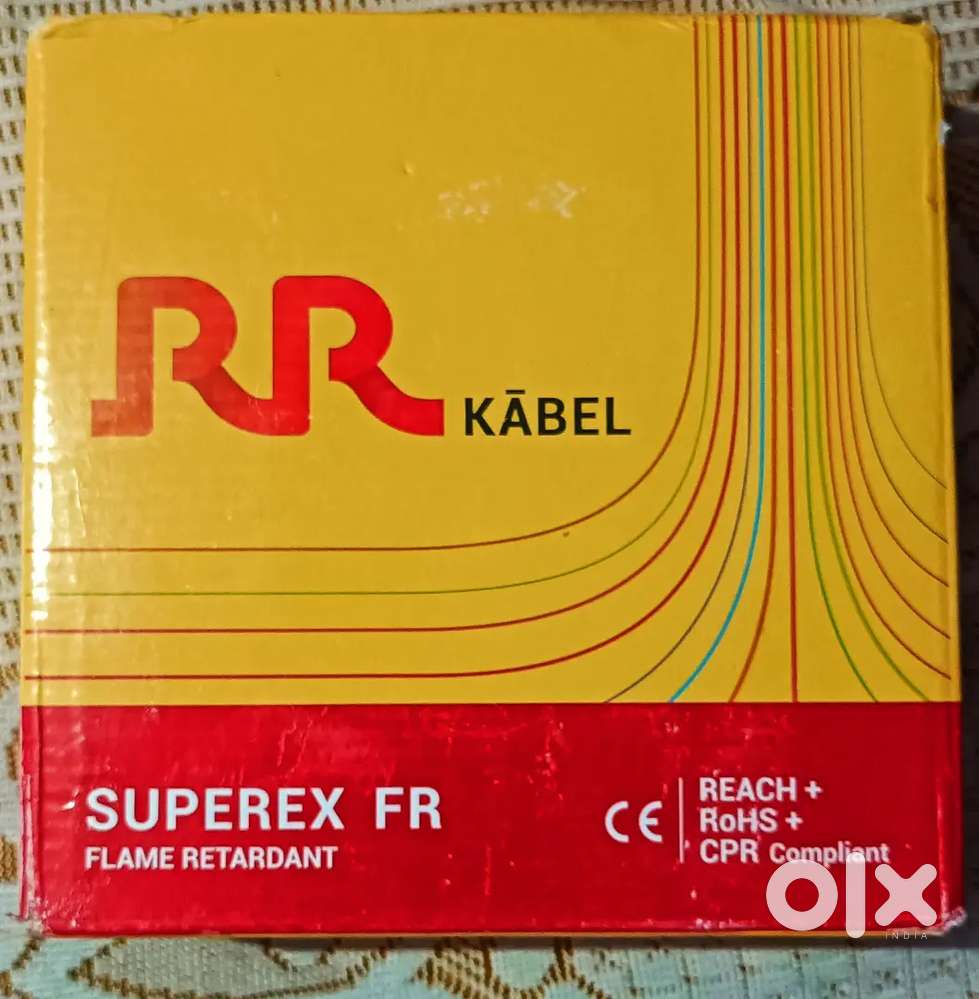 RR KĀBEL
SUPEREX FR
FLAME RETARDANT
CE
REACH +
RoHS +
CPR Compliant
olx
INDIA